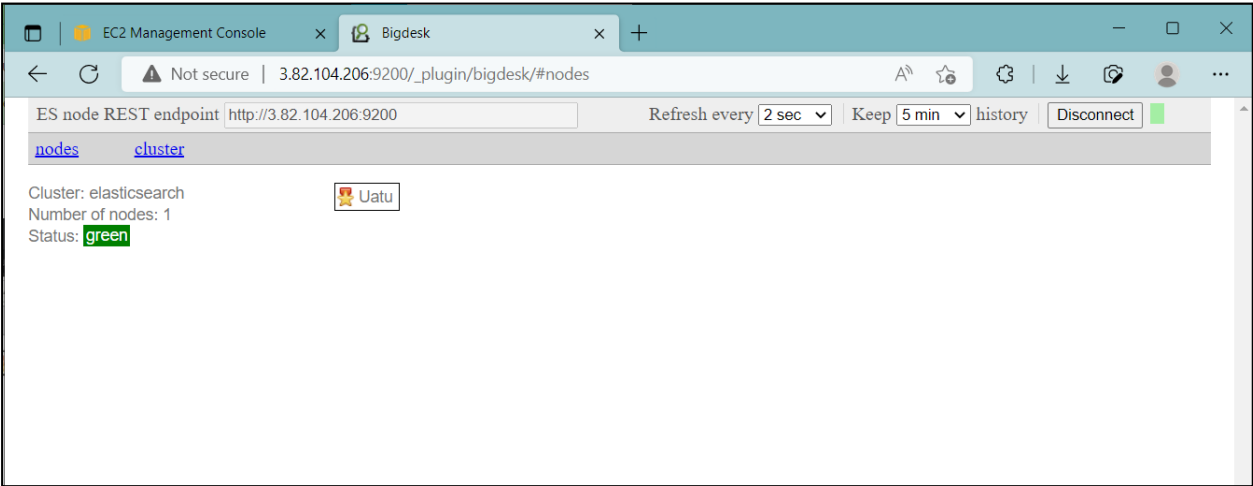 EC2 Management Console Bigdesk
Not secure | 3.82.104.206:9200/_plugin/bigdesk/#nodes
ES node REST endpoint http://3.82.104.206:9200 Refresh every 2 sec Keep 5 min history Disconnect
nodes cluster
Cluster: elasticsearch Uatu
Number of nodes: 1
Status: green